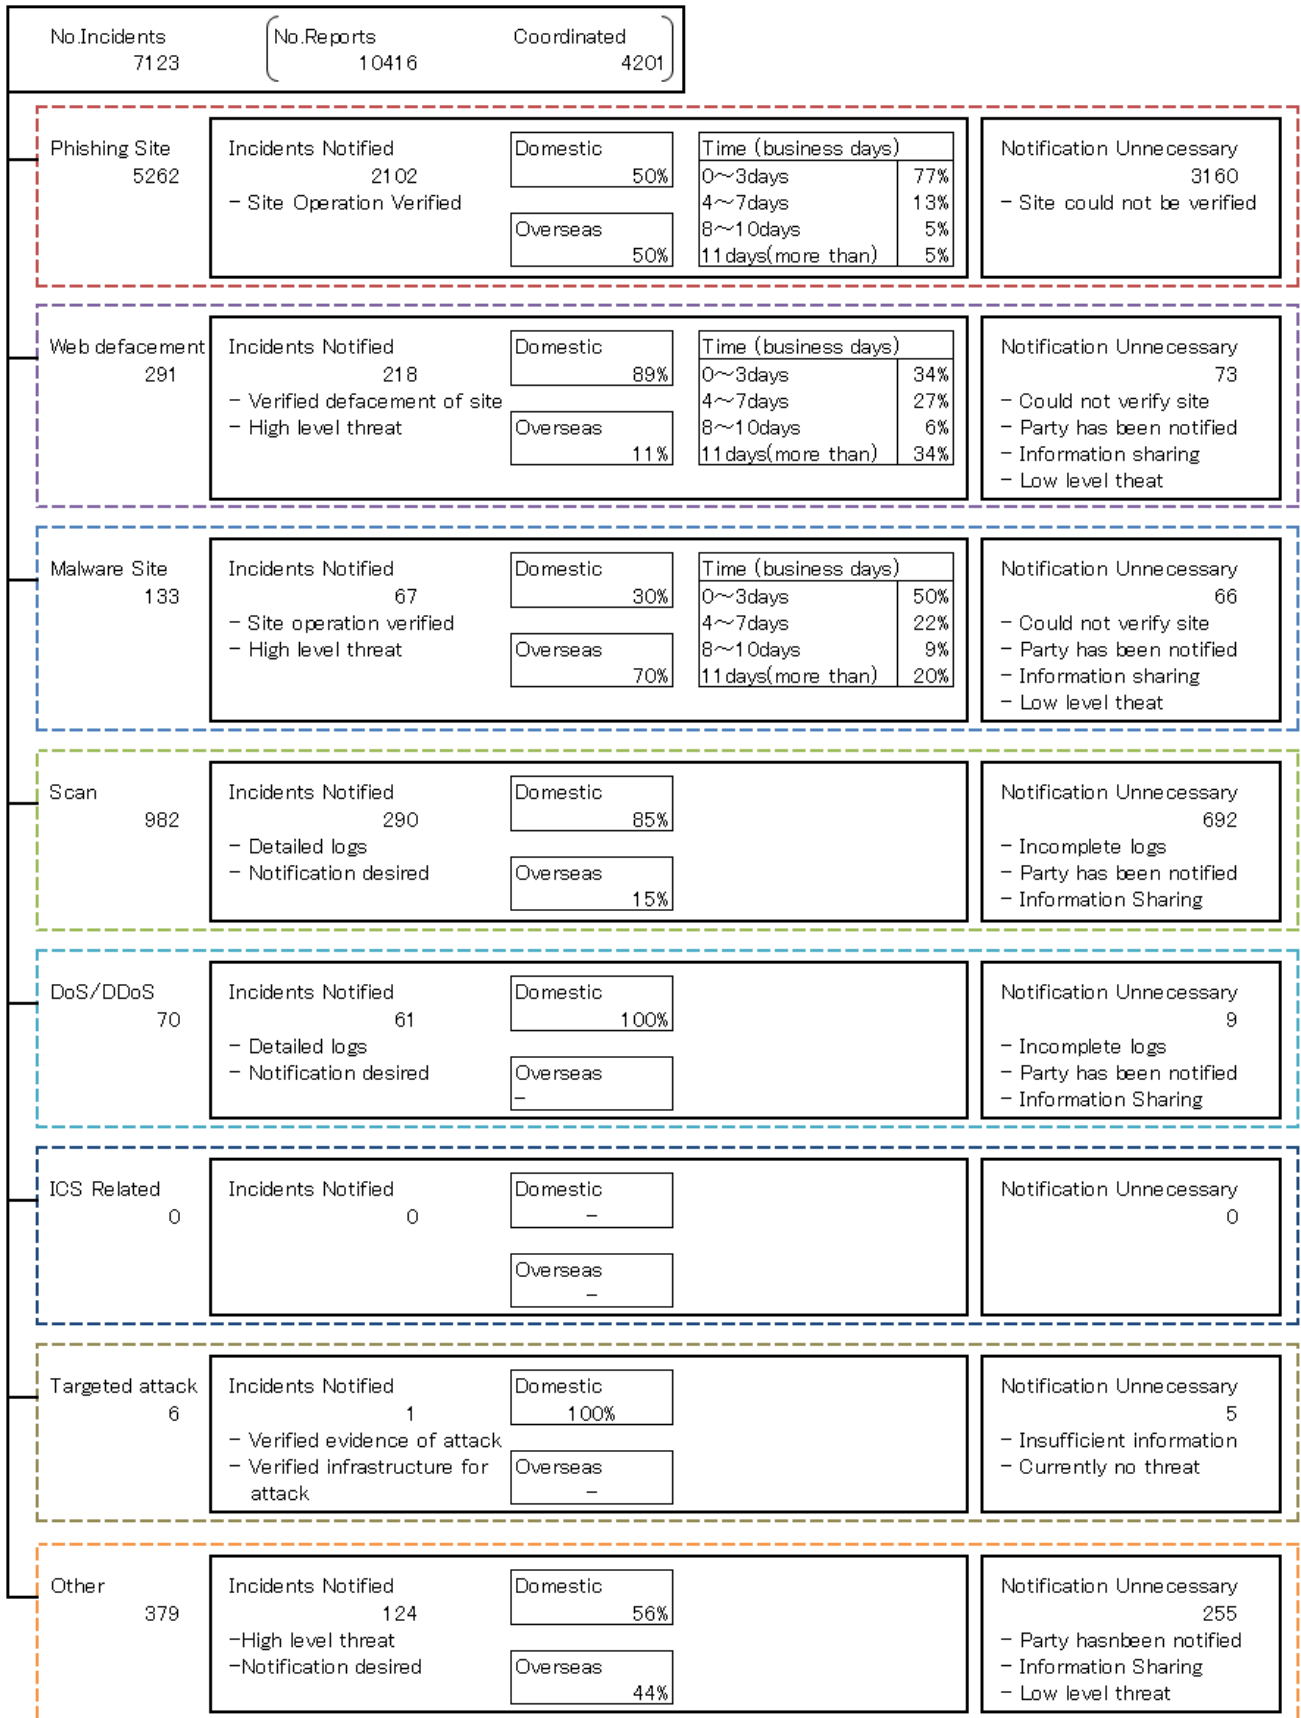 No.Incidents No.Reports Coordinated
7123 10416 4201
Phishing Site
5262
Incidents Notified
2102
- Site Operation Verified
Domestic
50%
Overseas
50%
Time (business days)
0～3days 77%
4～7days 13%
8～10days 5%
11days(more than) 5%
Notification Unnecessary
3160
- Site could not be verified
Web defacement
291
Incidents Notified
218
- Verified defacement of site
- High level threat
Domestic
89%
Overseas
11%
Time (business days)
0～3days 34%
4～7days 27%
8～10days 6%
11days(more than) 34%
Notification Unnecessary
73
- Could not verify site
- Party has been notified
- Information sharing
- Low level theat
Malware Site
133
Incidents Notified
67
- Site operation verified
- High level threat
Domestic
30%
Overseas
70%
Time (business days)
0～3days 50%
4～7days 22%
8～10days 9%
11days(more than) 20%
Notification Unnecessary
66
- Could not verify site
- Party has been notified
- Information sharing
- Low level theat
Scan
982
Incidents Notified
290
- Detailed logs
- Notification desired
Domestic
85%
Overseas
15%
Notification Unnecessary
692
- Incomplete logs
- Party has been notified
- Information Sharing
DoS/DDoS
70
Incidents Notified
61
- Detailed logs
- Notification desired
Domestic
100%
Overseas
-
Notification Unnecessary
9
- Incomplete logs
- Party has been notified
- Information Sharing
ICS Related
0
Incidents Notified
0
Domestic
-
Overseas
-
Notification Unnecessary
0
Targeted attack
6
Incidents Notified
1
- Verified evidence of attack
- Verified infrastructure for
attack
Domestic
100%
Overseas
-
Notification Unnecessary
5
- Insufficient information
- Currently no threat
Other
379
Incidents Notified
124
-High level threat
-Notification desired
Domestic
56%
Overseas
44%
Notification Unnecessary
255
- Party hasnbeen notified
- Information Sharing
- Low level threat